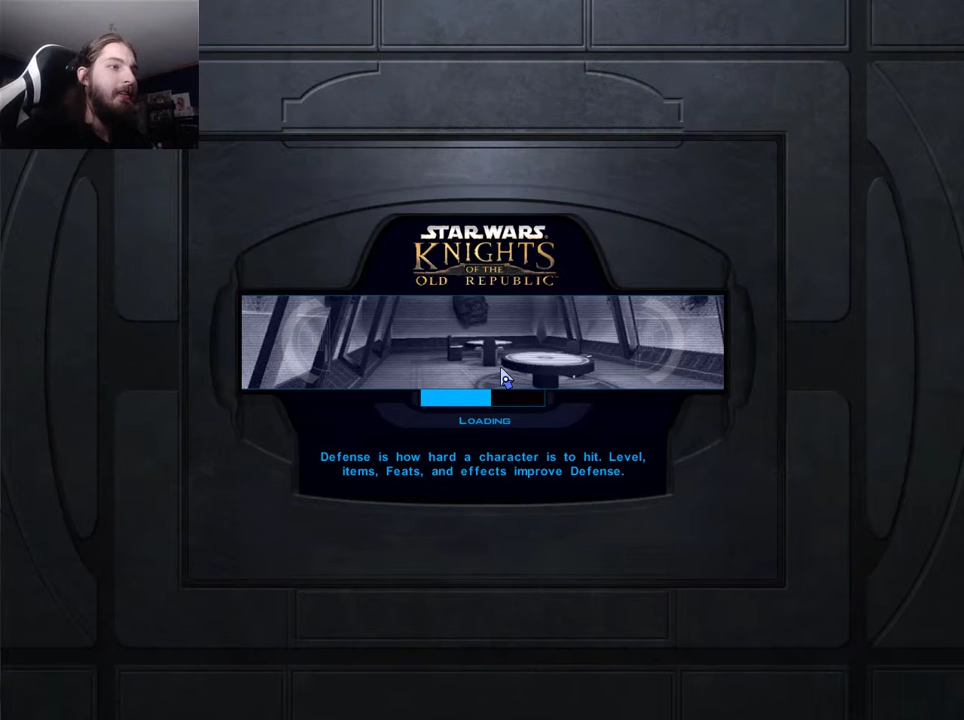 STAR WARS
KNIGHTS
OF THE
OLD REPUBLIC
LOADING
Defense is how hard a character is to hit. Level,
items, Feats, and effects improve Defense.